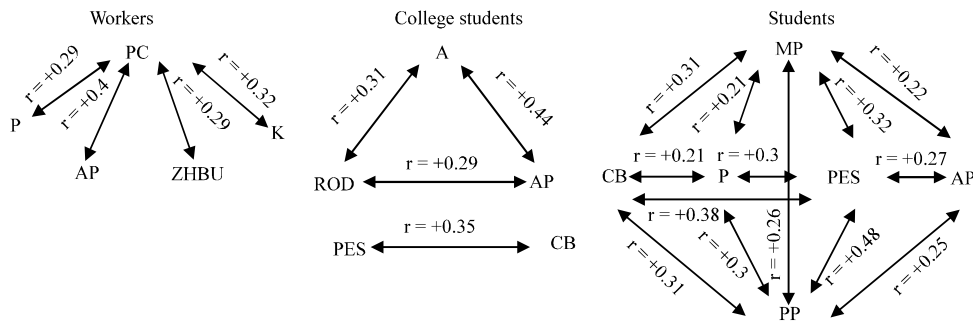 Workers
PC
r = +0.29
r = +0.4
r = +0.29
r = +0.32
P
AP
ZHBU
K
College students
A
r = +0.31
r = +0.44
ROD
r = +0.29
AP
PES
r = +0.35
CB
Students
MP
r = +0.31
r = +0.21
r = +0.32
r = +0.22
CB
r = +0.21
P
r = +0.3
PES
r = +0.27
AP
r = +0.38
r = +0.26
r = +0.31
r = +0.3
r = +0.48
r = +0.25
PP